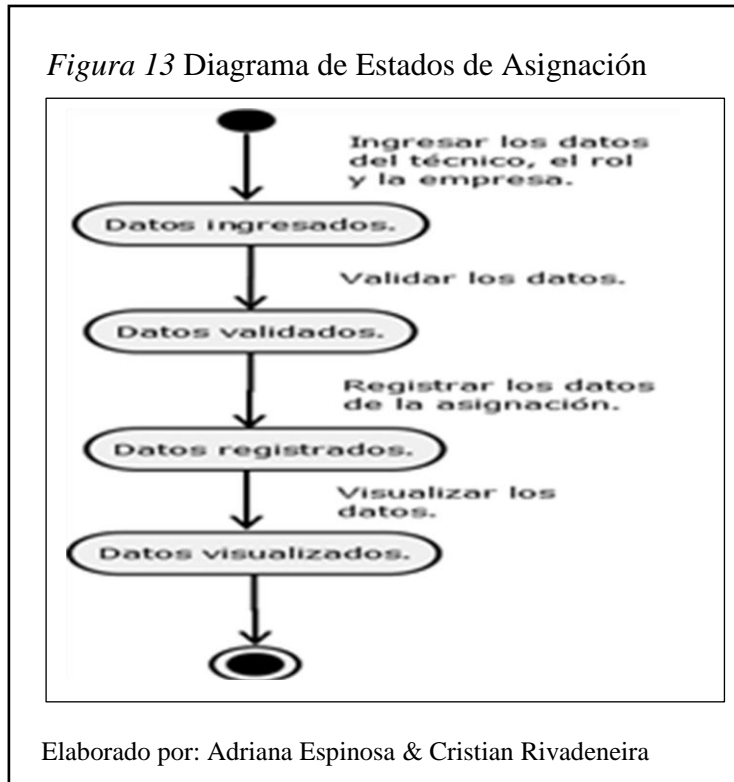 Figura 13 Diagrama de Estados de Asignación
Ingresar los datos
del técnico, el rol
y la empresa.
Datos ingresados.
Validar los datos.
Datos validados.
Registrar los datos
de la asignación.
Datos registrados.
Visualizar los
datos.
Datos visualizados.
Elaborado por: Adriana Espinosa & Cristian Rivadeneira